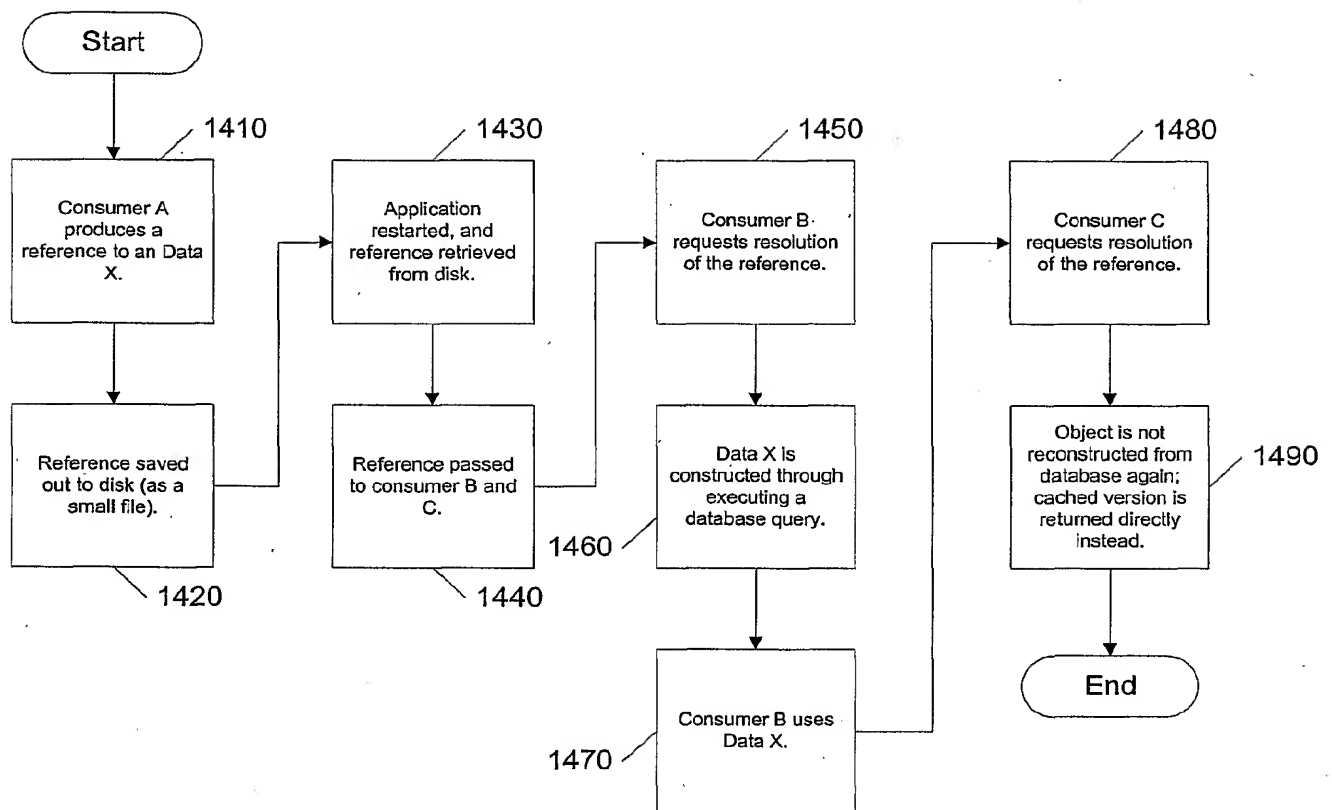 Start
1410
Consumer A
produces a
reference to an Data
X.
Reference saved
out to disk (as a
small file).
1420
1430
Application
restarted, and
reference retrieved
from disk.
Reference passed
to consumer B and
C.
1440
1450
Consumer B
requests resolution
of the reference.
Data X is
constructed through
executing a
database query.
1460
Consumer B uses
Data X.
1470
1480
Consumer C
requests resolution
of the reference.
Object is not
reconstructed from
database again;
cached version is
returned directly
instead.
1490
End